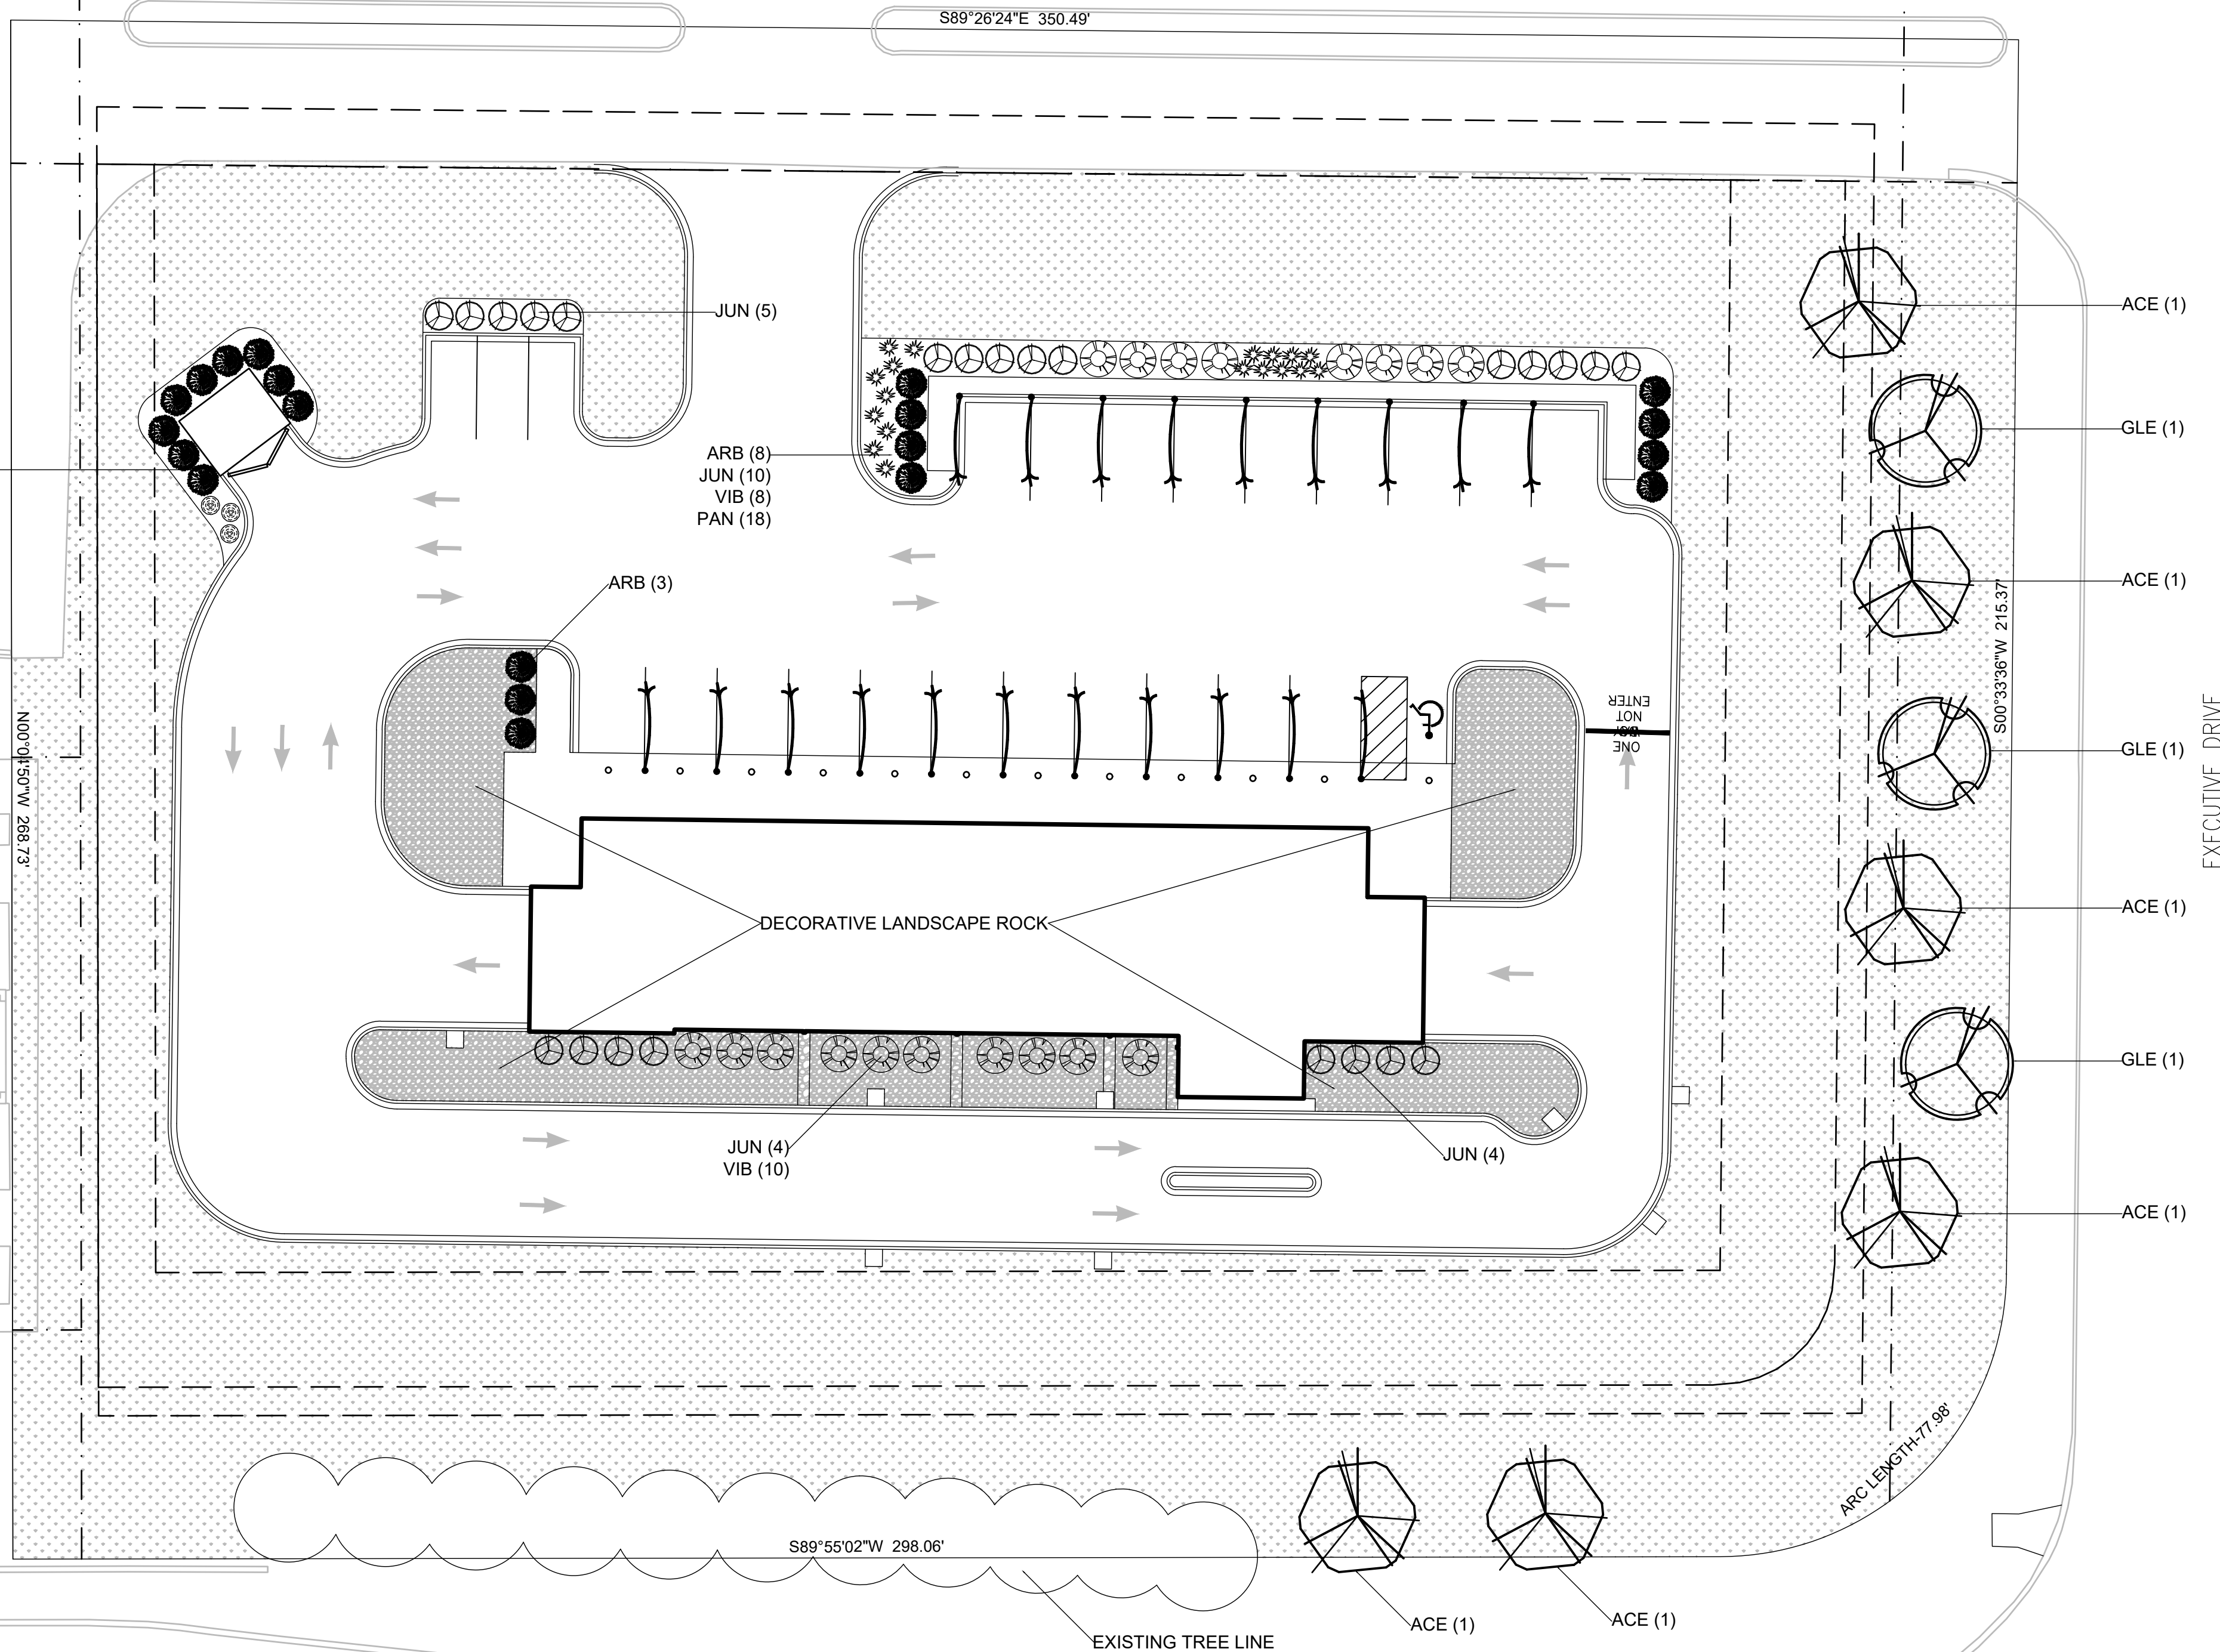 S89°26'24"E 350.49'
JUN (5)
ACE (1)
GLE (1)
ARB (8)
JUN (10)
VIB (8)
PAN (18)
ARB (3)
ACE (1)
S00°33'36"W 215.37'
ENTER
NOT
ONE
EXECUTIVE DRIVE
GLE (1)
N00°04'50"W 268.73'
ACE (1)
DECORATIVE LANDSCAPE ROCK
GLE (1)
JUN (4)
VIB (10)
JUN (4)
ACE (1)
ARC LENGTH-77.98'
S89°55'02"W 298.06'
ACE (1)
ACE (1)
EXISTING TREE LINE